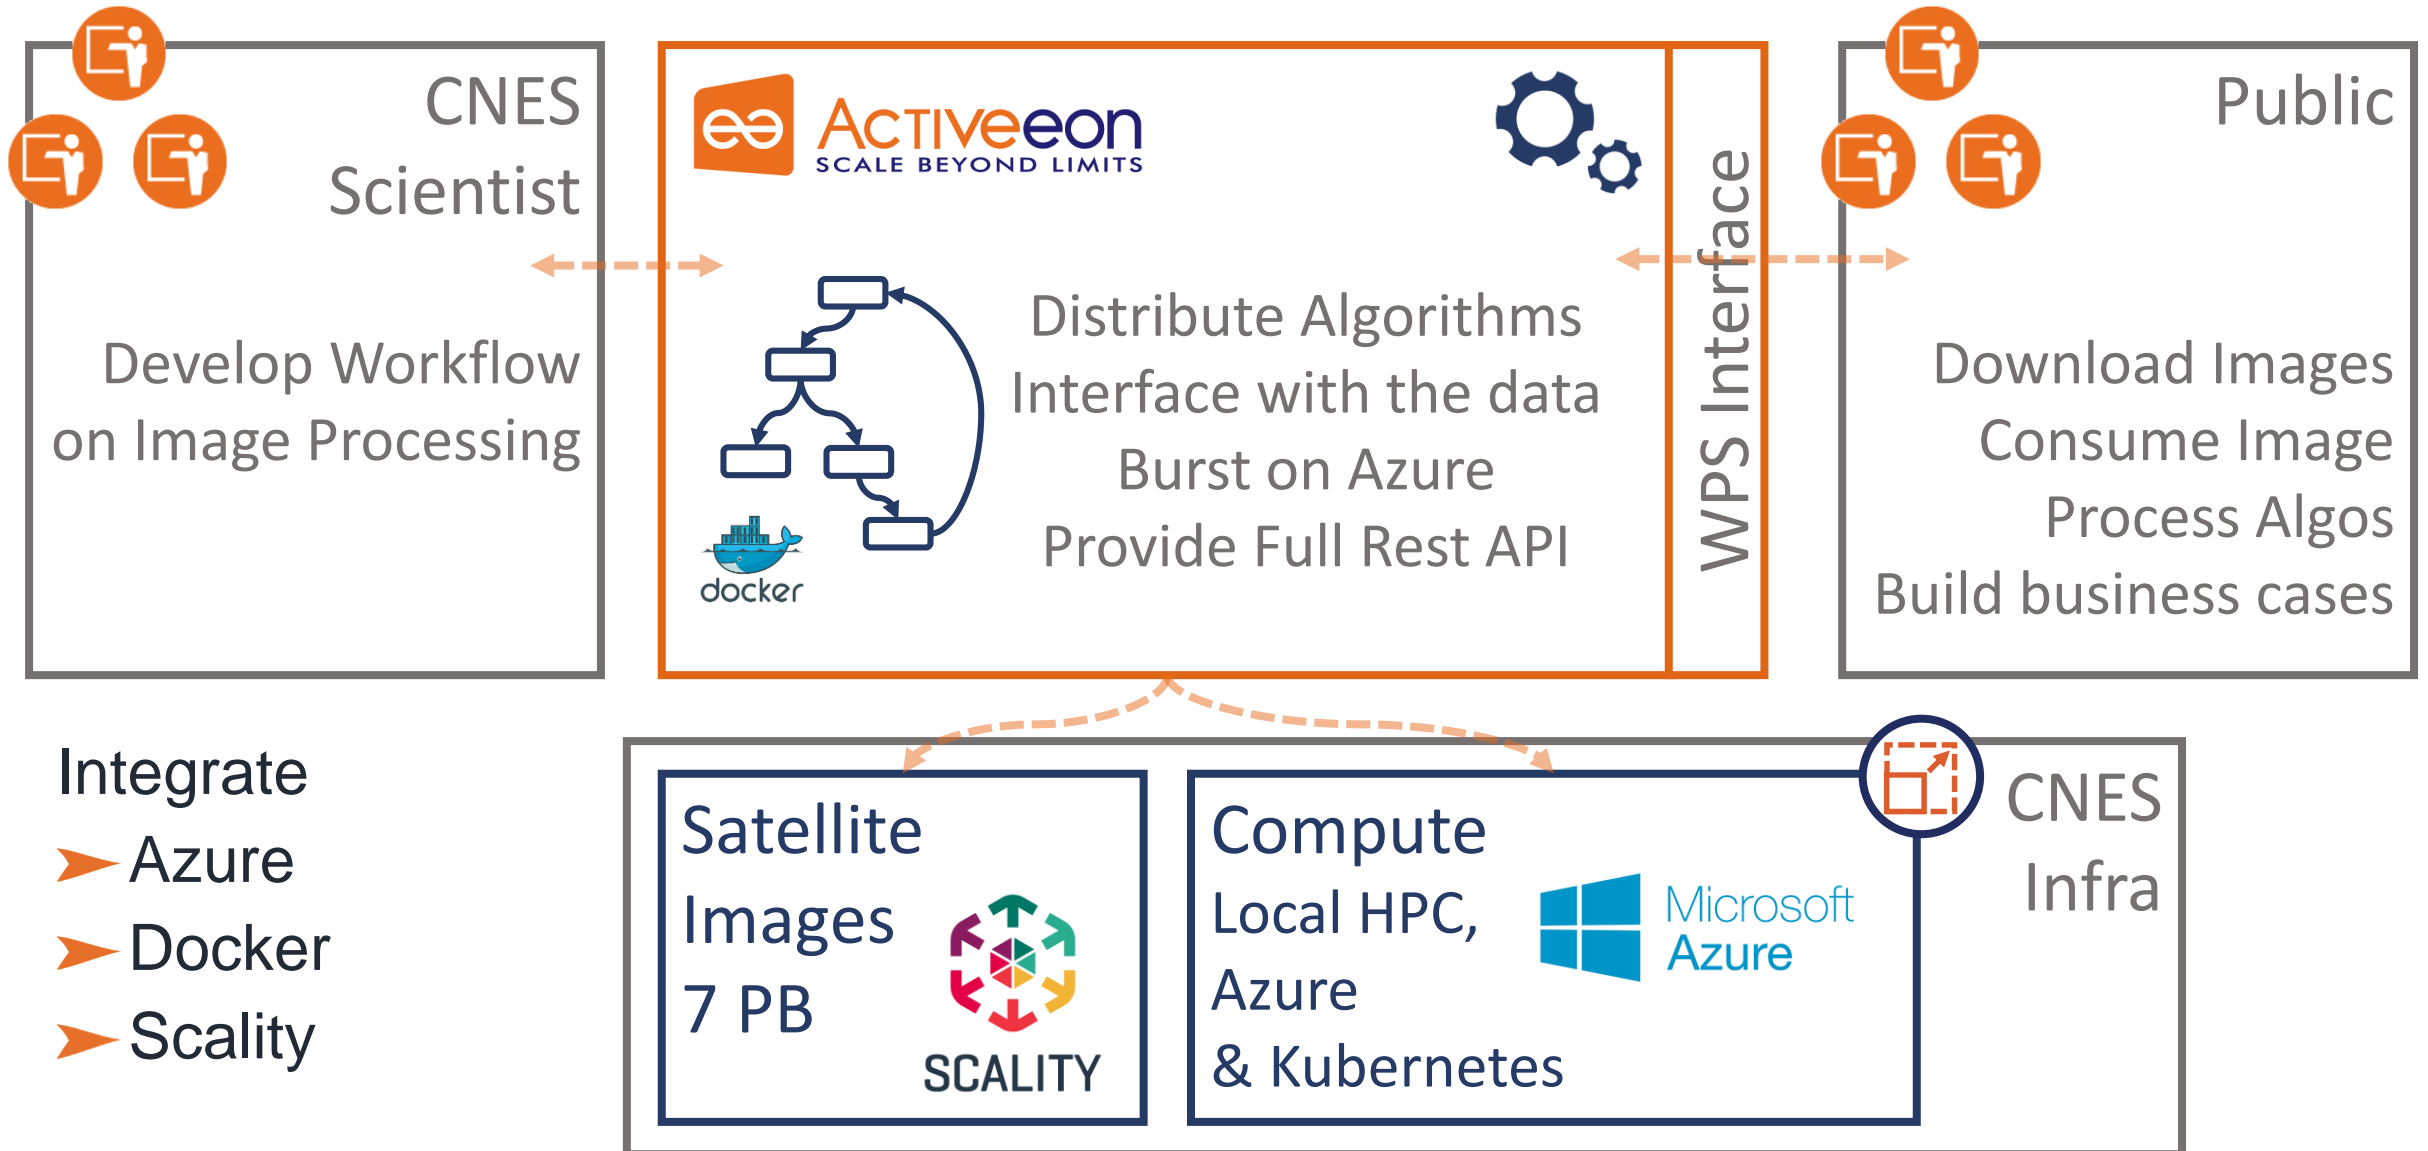 CNES
Scientist
Develop Workflow
on Image Processing
ACTIVeeon
SCALE BEYOND LIMITS
Distribute Algorithms
Interface with the data
Burst on Azure
Provide Full Rest API
docker
WPS Interface
Public
Download Images
Consume Image
Process Algos
Build business cases
Integrate
Azure
Docker
Scality
Satellite
Images
7 PB
SCALITY
Compute
Local HPC,
Azure
& Kubernetes
Microsoft
Azure
CNES
Infra